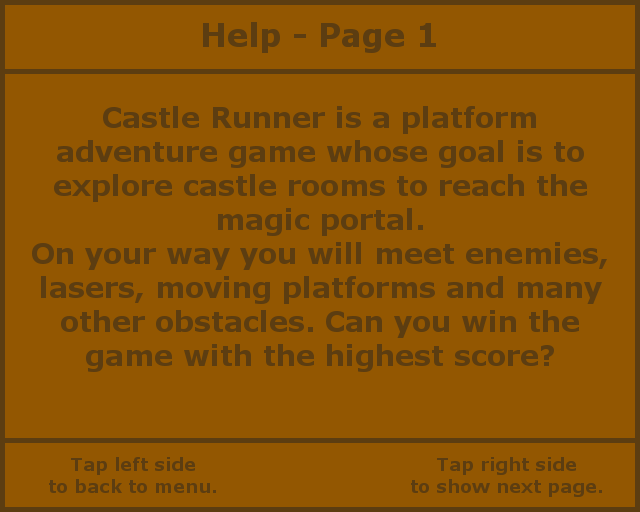 Help - Page 1
Castle Runner is a platform
adventure game whose goal is to
explore castle rooms to reach the
magic portal.
On your way you will meet enemies,
lasers, moving platforms and many
other obstacles. Can you win the
game with the highest score?
Tap left side
to back to menu.
Tap right side
to show next page.